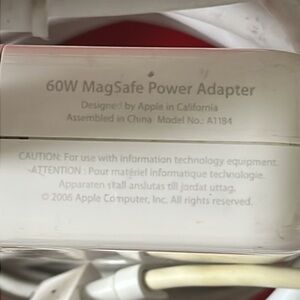 60W MagSafe Power Adapter
Designed by Apple in California
Assembled in China Model No.: A1184
CAUTION: For use with information technology equipment.
ATTENTION : Pour matériel informatique technologie.
Apparaten skall anslutas till jordat uttag.
© 2006 Apple Computer, Inc. All rights reserved.